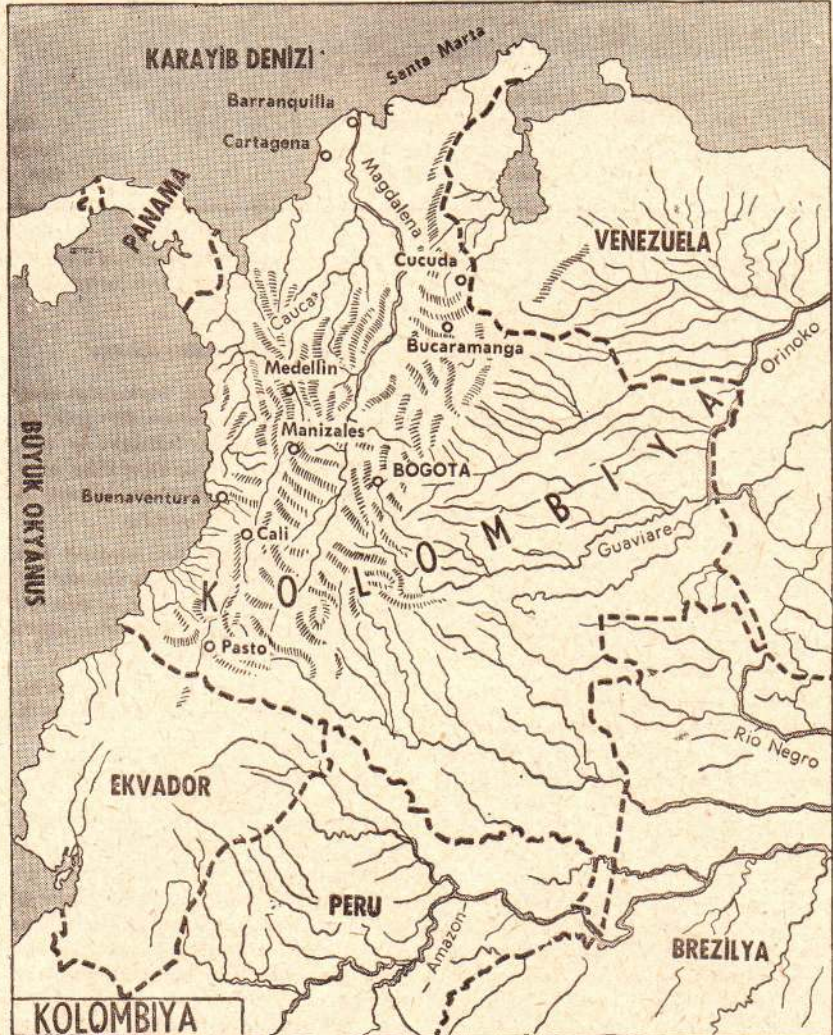 KARAYİB DENİZİ
Santa Marta
Barranquilla
Cartagena
Magdalena
PANAMA
VENEZUELA
Cucuda
Cauca
Bucaramanga
Orinoko
Medellin
Manizales
BOGOTA
BÜYÜK OKYANUS
Buenaventura
Cali
Guaviare
KOLOMBIYA
Pasto
Rio Negro
EKVADOR
PERU
Amazon
BREZİLYA
KOLOMBİYA